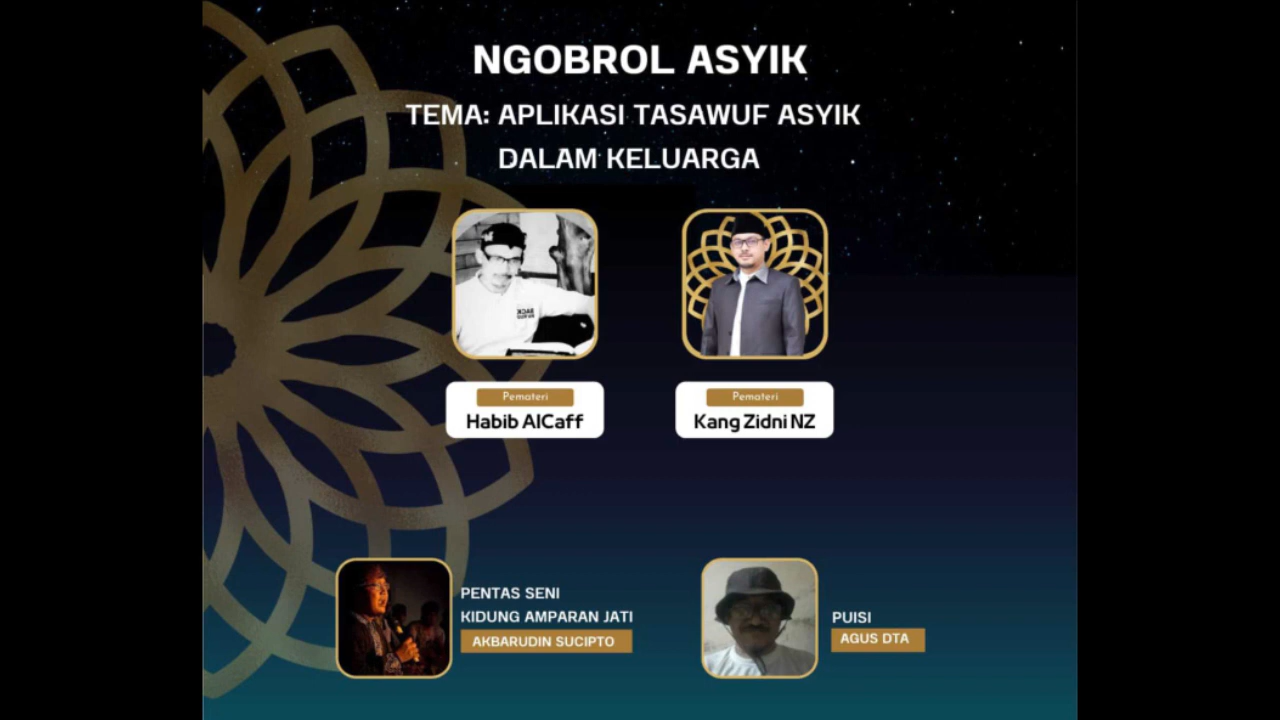 NGOBROL ASYIK
TEMA: APLIKASI TASAWUF ASYIK
DALAM KELUARGA
Pemateri
Habib AlCaff
Pemateri
Kang Zidni NZ
PENTAS SENI
KIDUNG AMPARAN JATI
AKBARUDIN SUCIPTO
PUISI
AGUS DTA